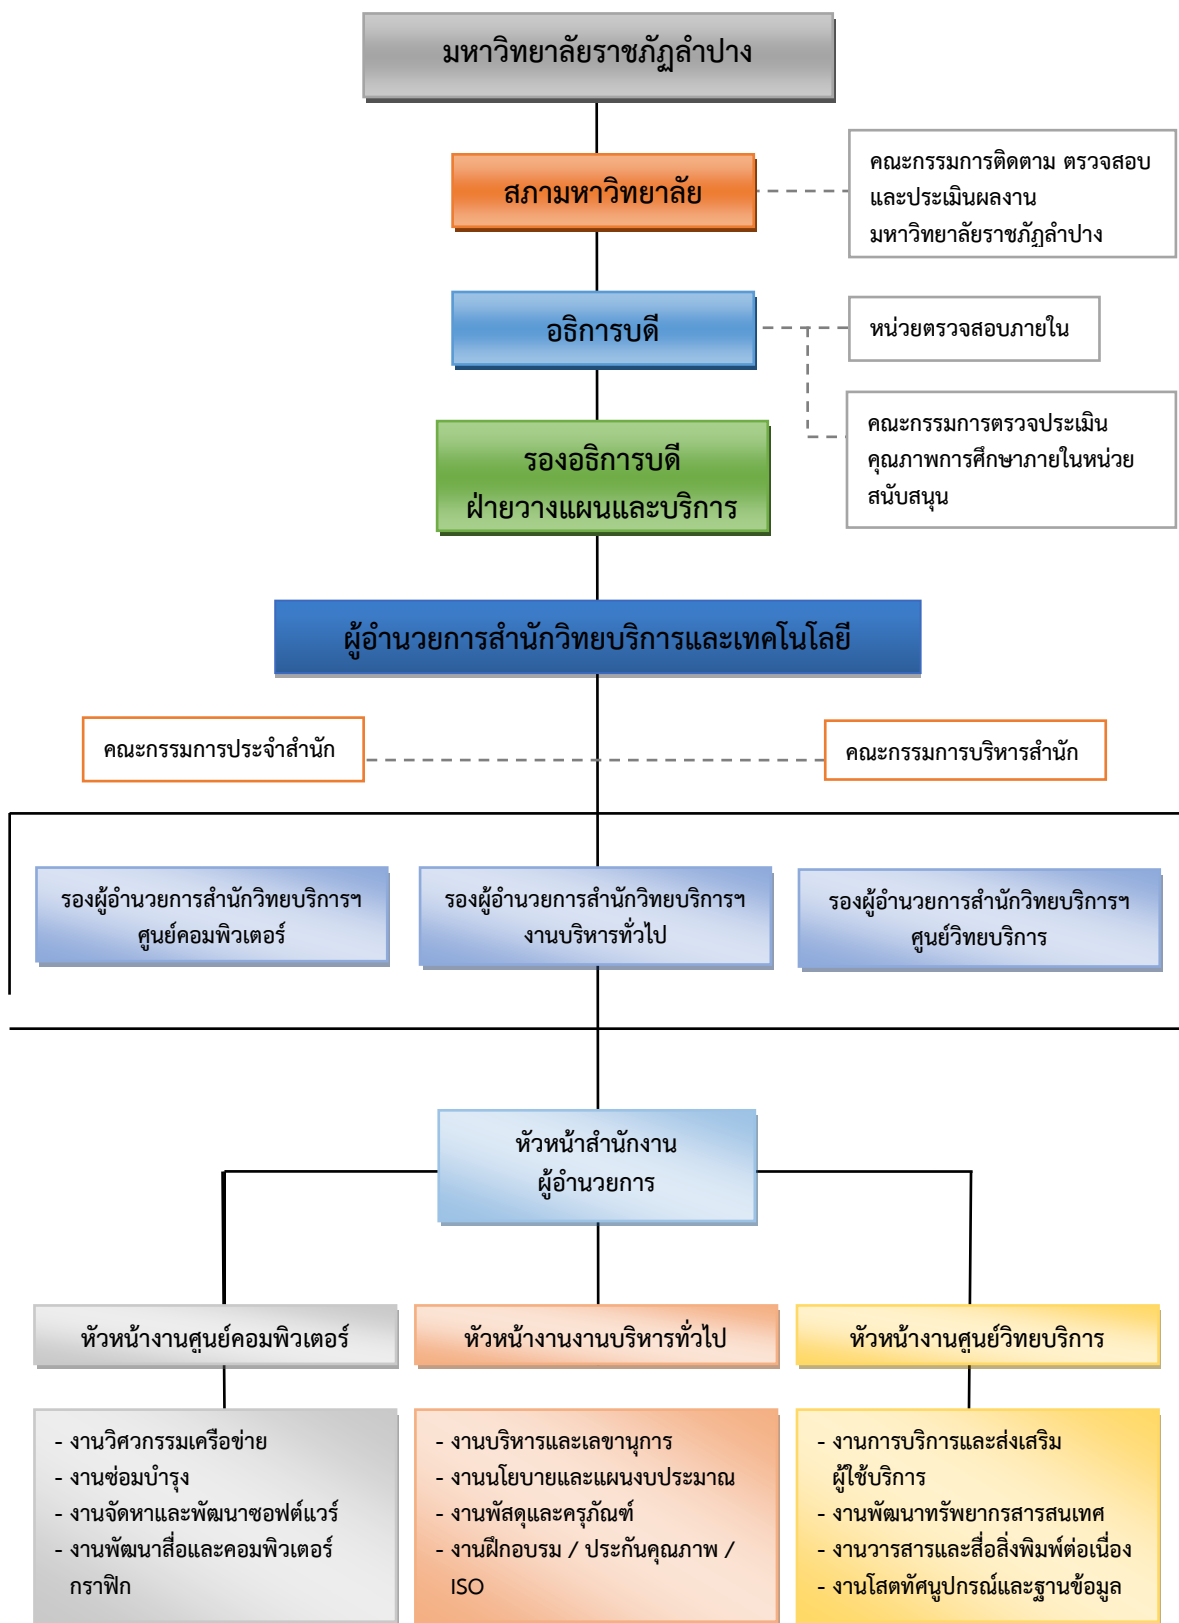 มหาวิทยาลัยราชภัฏลำปาง
สภามหาวิทยาลัย
คณะกรรมการติดตาม ตรวจสอบ
และประเมินผลงาน
มหาวิทยาลัยราชภัฏลำปาง
อธิการบดี
หน่วยตรวจสอบภายใน
คณะกรรมการตรวจประเมิน
คุณภาพการศึกษาภายในหน่วย
สนับสนุน
รองอธิการบดี
ฝ่ายวางแผนและบริการ
ผู้อำนวยการสำนักวิทยบริการและเทคโนโลยี
คณะกรรมการประจำสำนัก
คณะกรรมการบริหารสำนัก
รองผู้อำนวยการสำนักวิทยบริการฯ
ศูนย์คอมพิวเตอร์
รองผู้อำนวยการสำนักวิทยบริการฯ
งานบริหารทั่วไป
รองผู้อำนวยการสำนักวิทยบริการฯ
ศูนย์วิทยบริการ
หัวหน้าสำนักงาน
ผู้อำนวยการ
หัวหน้างานศูนย์คอมพิวเตอร์
หัวหน้างานงานบริหารทั่วไป
หัวหน้างานศูนย์วิทยบริการ
- งานวิศวกรรมเครือข่าย
- งานซ่อมบำรุง
- งานจัดหาและพัฒนาซอฟต์แวร์
- งานพัฒนาสื่อและคอมพิวเตอร์
กราฟิก
- งานบริหารและเลขานุการ
- งานนโยบายและแผนงบประมาณ
- งานพัสดุและครุภัณฑ์
- งานฝึกอบรม / ประกันคุณภาพ /
ISO
- งานการบริการและส่งเสริม
ผู้ใช้บริการ
- งานพัฒนาทรัพยากรสารสนเทศ
- งานวารสารและสื่อสิ่งพิมพ์ต่อเนื่อง
- งานโสตทัศนูปกรณ์และฐานข้อมูล